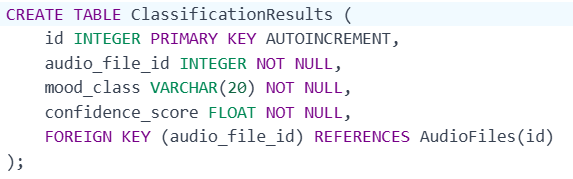 CREATE TABLE ClassificationResults (
    id INTEGER PRIMARY KEY AUTOINCREMENT,
    audio_file_id INTEGER NOT NULL,
    mood_class VARCHAR(20) NOT NULL,
    confidence_score FLOAT NOT NULL,
    FOREIGN KEY (audio_file_id) REFERENCES AudioFiles(id)
);